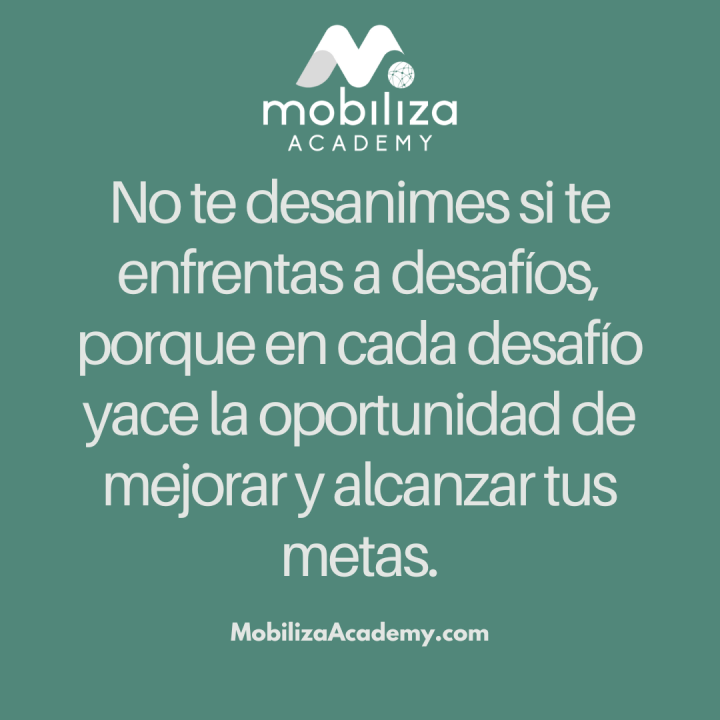 mobiliza
ACADEMY
No te desanimes si te
enfrentas a desafíos,
porque en cada desafío
yace la oportunidad de
mejorar y alcanzar tus
metas.
MobilizaAcademy.com